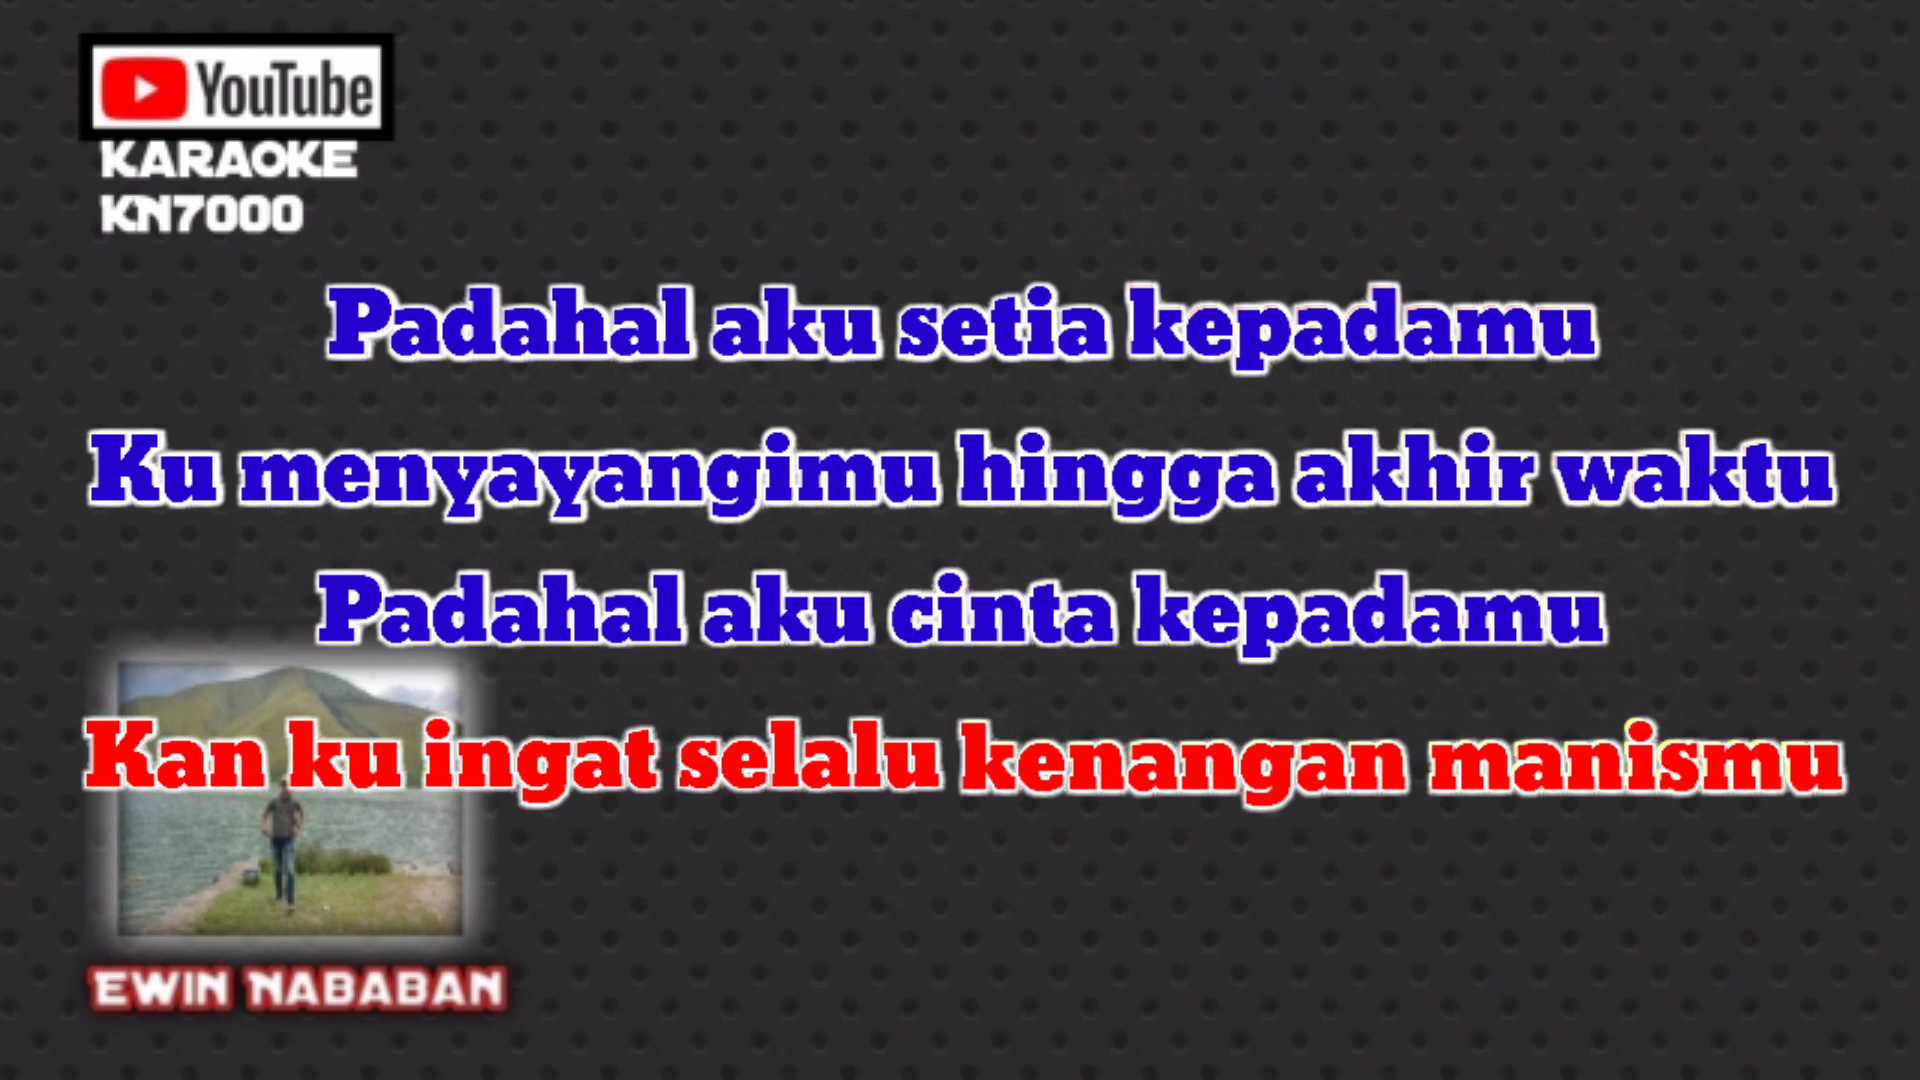 YouTube
KARAOKE
KN7000
Padahal aku setia kepadamu
Ku menyayangimu hingga akhir waktu
Padahal aku cinta kepadamu
Kan ku ingat selalu kenangan manismu
EWIN NABABAN